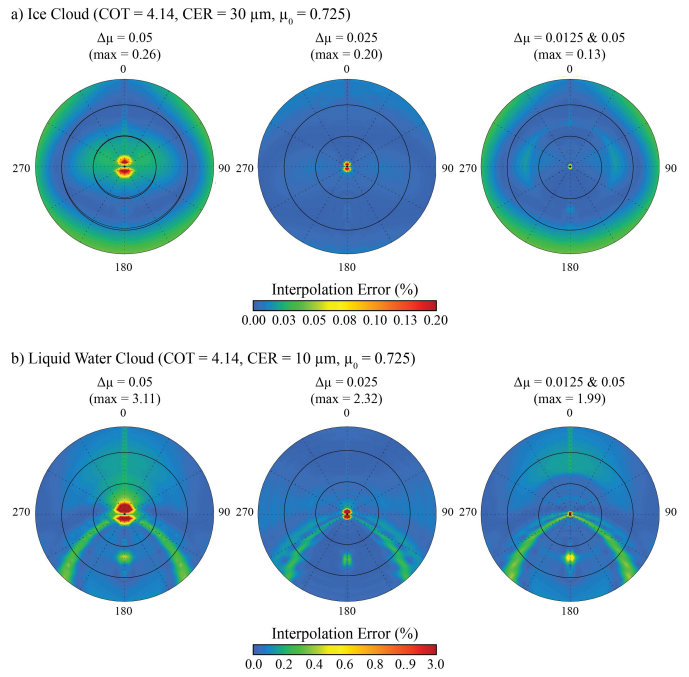 a) Ice Cloud (COT = 4.14, CER = 30 µm, µ0 = 0.725)
Δµ = 0.05 Δµ = 0.025 Δµ = 0.0125 & 0.05
(max = 0.26) (max = 0.20) (max = 0.13)
0 0 0
270 90 270 90 270 90
180 180 180
Interpolation Error (%)
0.00 0.03 0.05 0.08 0.10 0.13 0.20
b) Liquid Water Cloud (COT = 4.14, CER = 10 µm, µ0 = 0.725)
Δµ = 0.05 Δµ = 0.025 Δµ = 0.0125 & 0.05
(max = 3.11) (max = 2.32) (max = 1.99)
0 0 0
270 90 270 90 270 90
180 180 180
Interpolation Error (%)
0.0 0.2 0.4 0.6 0.8 0.9 3.0